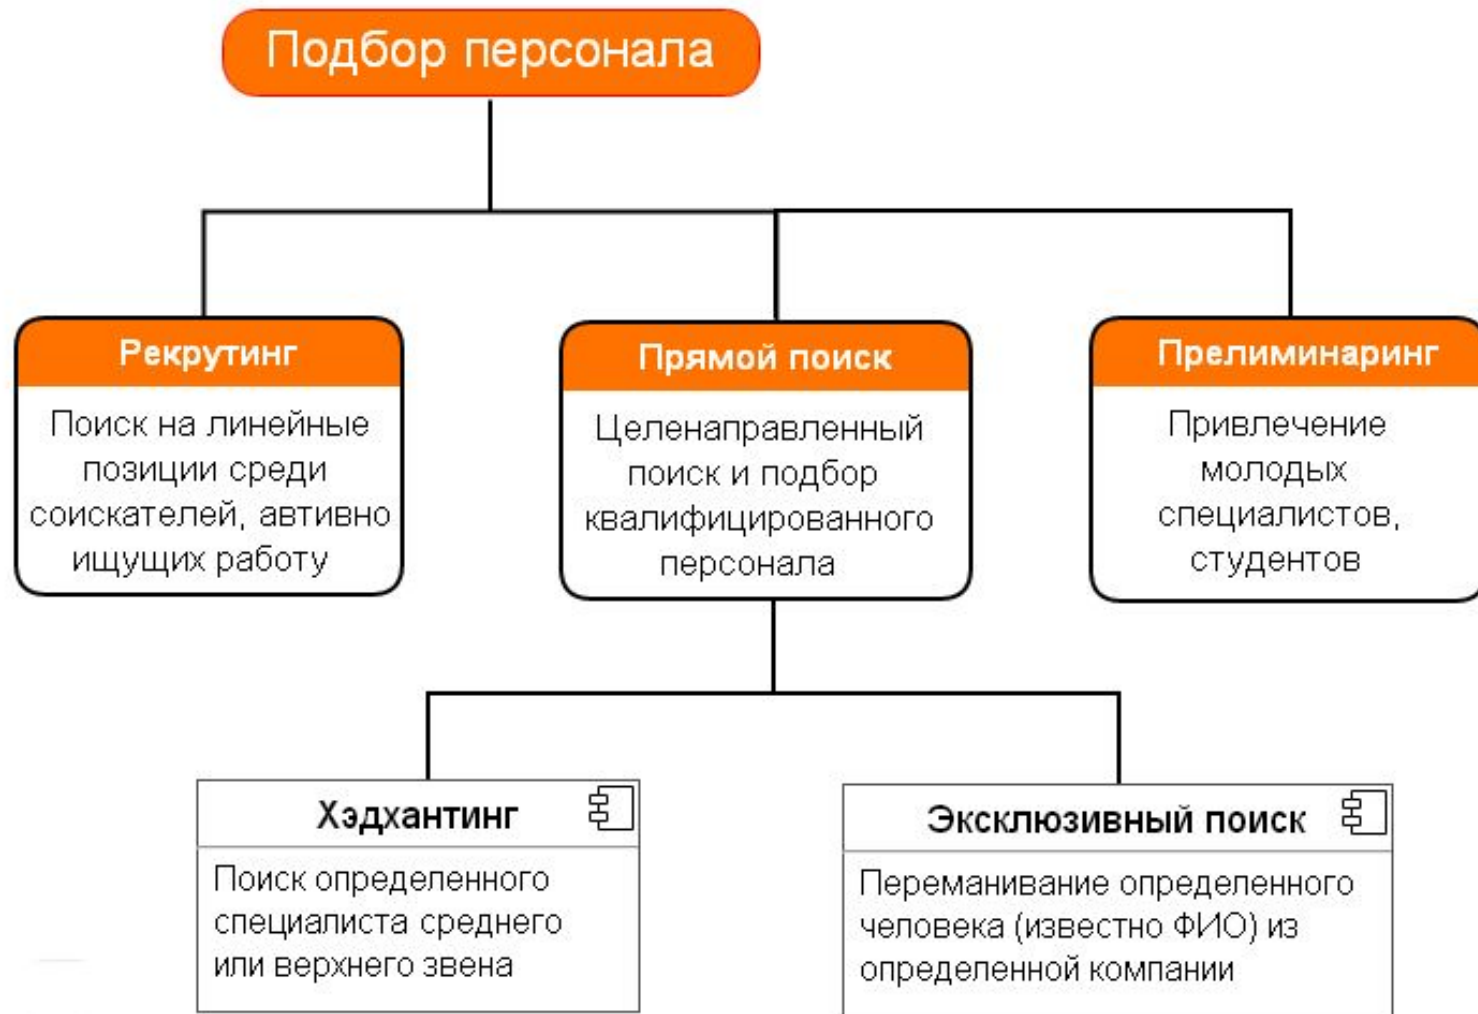 Подбор персонала
Рекрутинг
Поиск на линейные
позиции среди
соискателей, автивно
ищущих работу
Прямой поиск
Целенаправленный
поиск и подбор
квалифицированного
персонала
Прелиминаринг
Привлечение
молодых
специалистов,
студентов
Хэдхантинг
Поиск определенного
специалиста среднего
или верхнего звена
Эксклюзивный поиск
Переманивание определенного
человека (известно ФИО) из
определенной компании